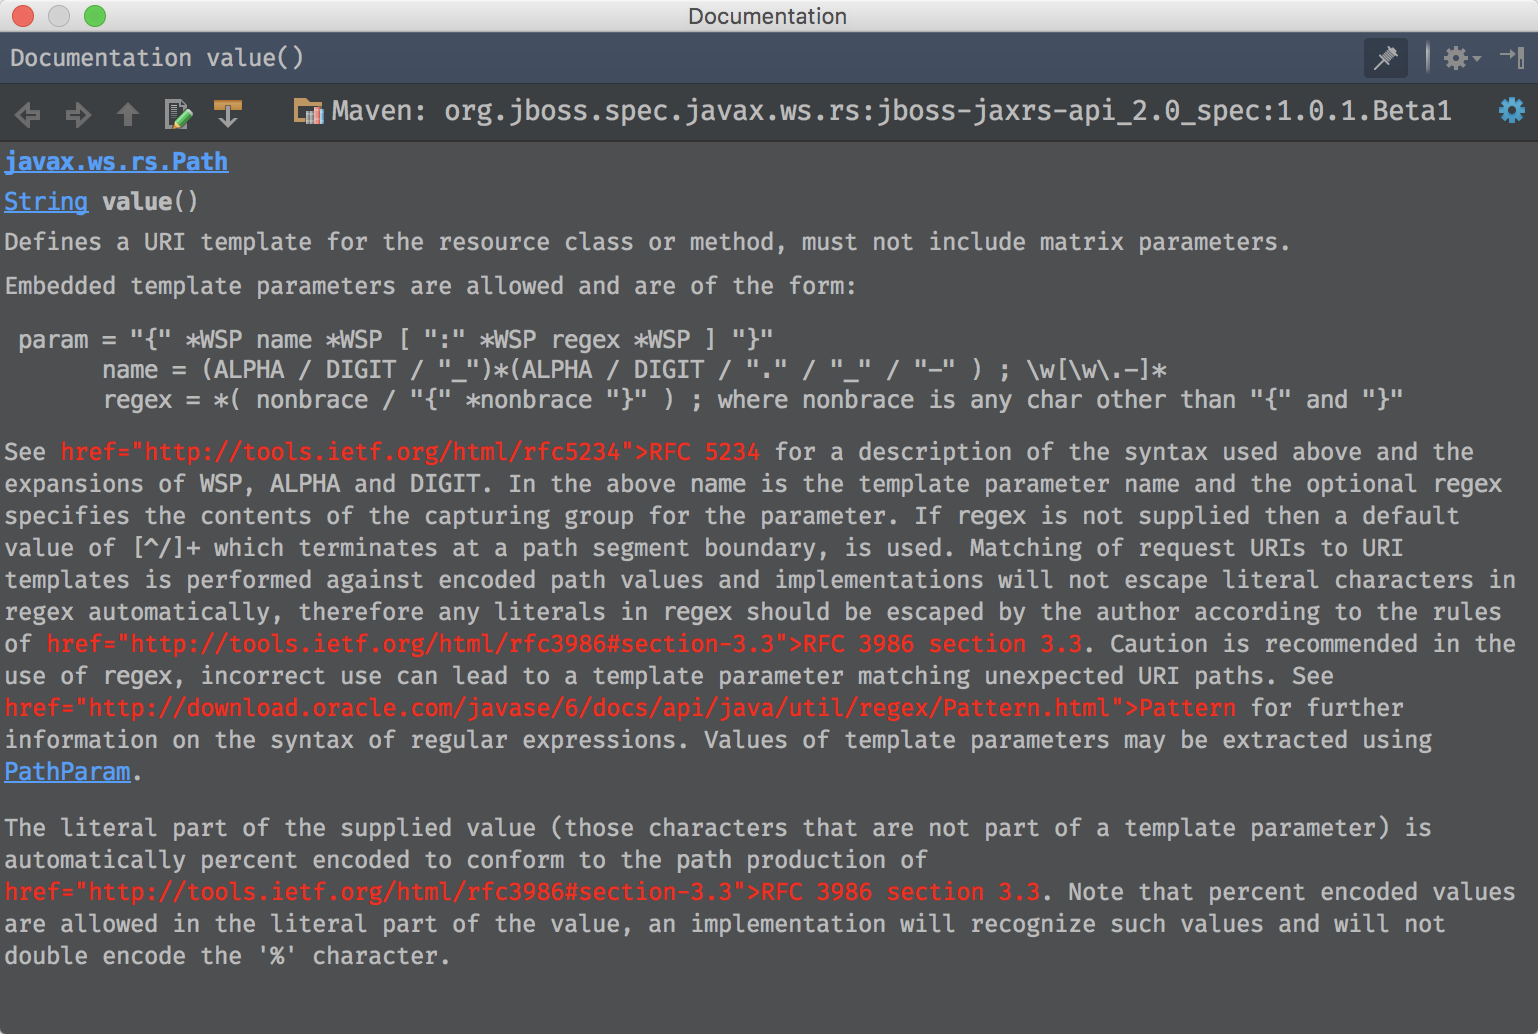 Documentation
Documentation value()
Maven: org.jboss.spec.javax.ws.rs:jboss-jaxrs-api_2.0_spec:1.0.1.Beta1
javax.ws.rs.Path
String value()
Defines a URI template for the resource class or method, must not include matrix parameters.
Embedded template parameters are allowed and are of the form:
param = "{" *WSP name *WSP [ ":" *WSP regex *WSP ] "}"
name = (ALPHA / DIGIT / "_")*(ALPHA / DIGIT / "." / "_" / "-" ) ; \w[\w\.-]*
regex = *( nonbrace / "{" *nonbrace "}" ) ; where nonbrace is any char other than "{" and "}"
See href="http://tools.ietf.org/html/rfc5234">RFC 5234 for a description of the syntax used above and the
expansions of WSP, ALPHA and DIGIT. In the above name is the template parameter name and the optional regex
specifies the contents of the capturing group for the parameter. If regex is not supplied then a default
value of [^/]+ which terminates at a path segment boundary, is used. Matching of request URIs to URI
templates is performed against encoded path values and implementations will not escape literal characters in
regex automatically, therefore any literals in regex should be escaped by the author according to the rules
of href="http://tools.ietf.org/html/rfc3986#section-3.3">RFC 3986 section 3.3. Caution is recommended in the
use of regex, incorrect use can lead to a template parameter matching unexpected URI paths. See
href="http://download.oracle.com/javase/6/docs/api/java/util/regex/Pattern.html">Pattern for further
information on the syntax of regular expressions. Values of template parameters may be extracted using
PathParam.
The literal part of the supplied value (those characters that are not part of a template parameter) is
automatically percent encoded to conform to the path production of
href="http://tools.ietf.org/html/rfc3986#section-3.3">RFC 3986 section 3.3. Note that percent encoded values
are allowed in the literal part of the value, an implementation will recognize such values and will not
double encode the '%' character.